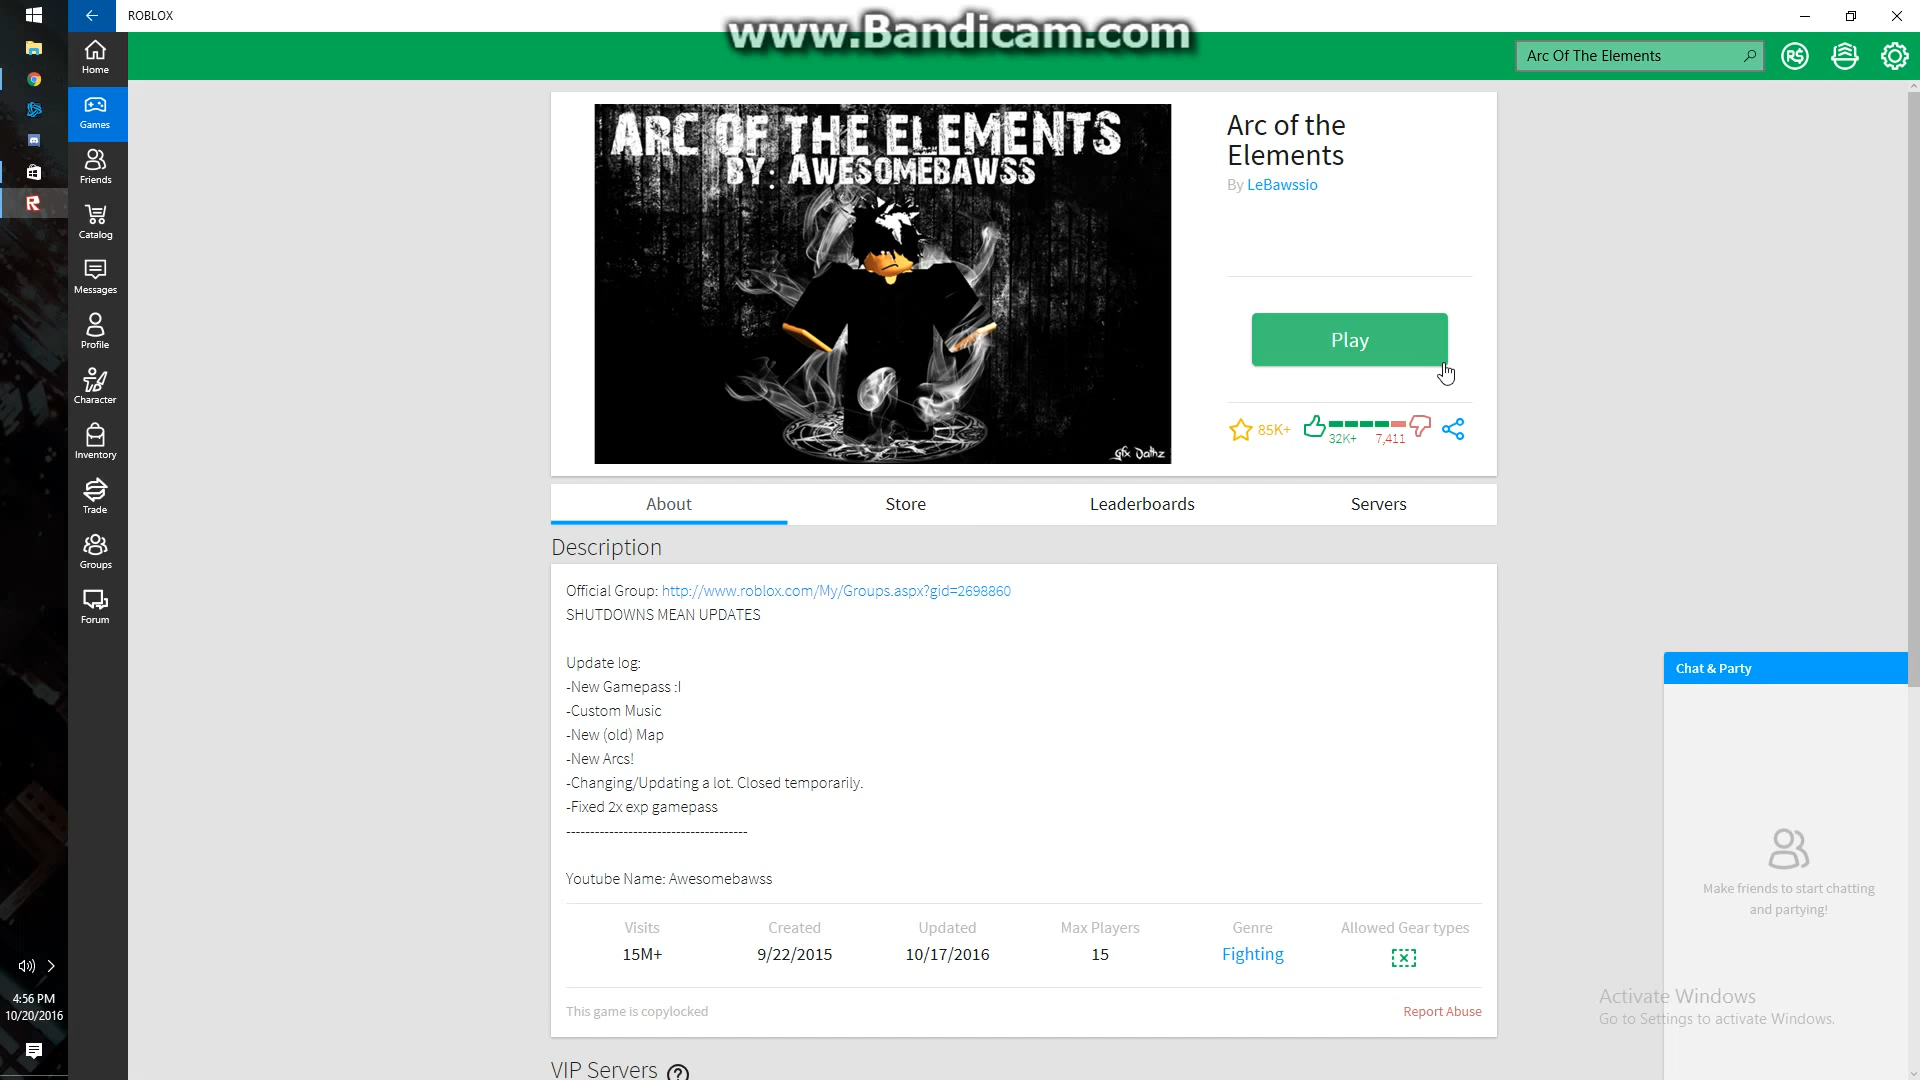 ROBLOX
www.Bandicam.com
Arc Of The Elements
R$
Home
Games
Friends
Catalog
Messages
Profile
Character
Inventory
Trade
Groups
Forum
4:56 PM
10/20/2016
ARC OF THE ELEMENTS
BY: AWESOMEBAWSS
Gfx Dathz
Arc of the
Elements
By LeBawssio
Play
85K+
32K+
7,411
About
Store
Leaderboards
Servers
Description
Official Group: http://www.roblox.com/My/Groups.aspx?gid=2698860
SHUTDOWNS MEAN UPDATES
Update log:
-New Gamepass :l
-Custom Music
-New (old) Map
-New Arcs!
-Changing/Updating a lot. Closed temporarily.
-Fixed 2x exp gamepass
--------------------------------------
Youtube Name: Awesomebawss
Visits
Created
Updated
Max Players
Genre
Allowed Gear types
15M+
9/22/2015
10/17/2016
15
Fighting
This game is copylocked
Report Abuse
VIP Servers ?
Chat & Party
Make friends to start chatting
and partying!
Activate Windows
Go to Settings to activate Windows.